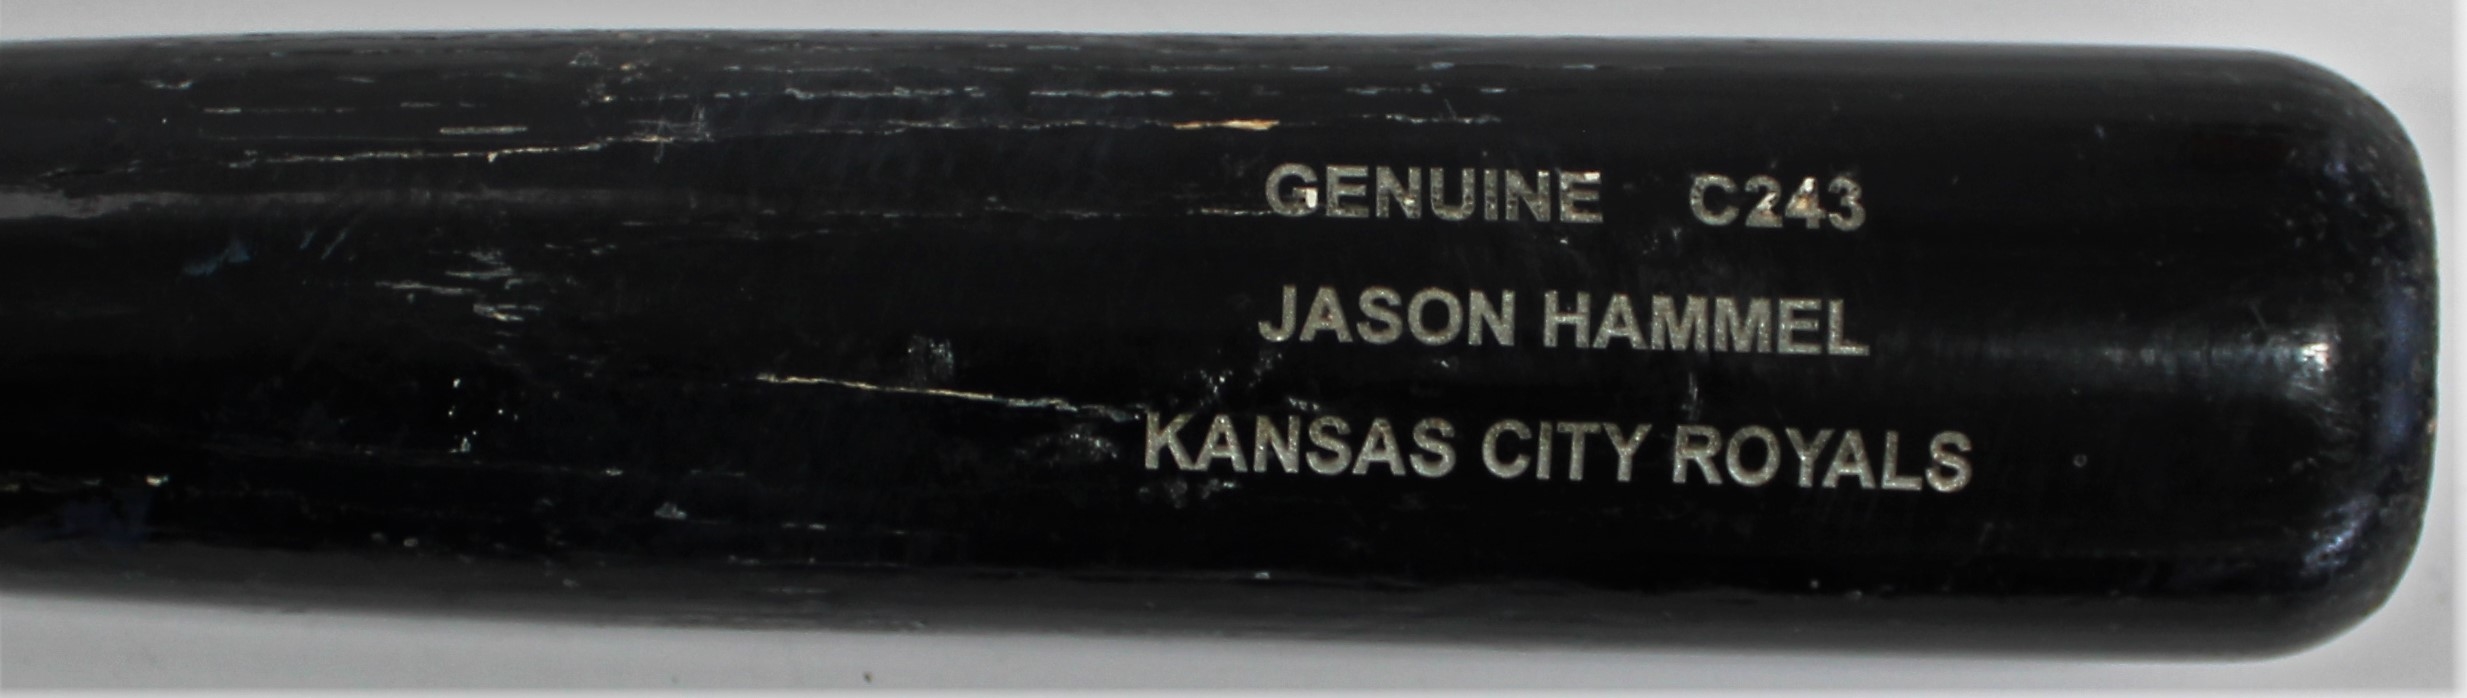 GENUINE C243
JASON HAMMEL
KANSAS CITY ROYALS